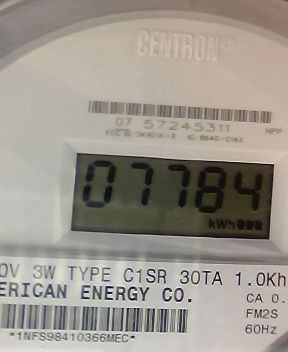 CENTRON®
07 57245311
HPP
07784
kWh
0V 3W TYPE C1SR 30TA 1.0Kh
ERICAN ENERGY CO.
CA 0.
FM2S
60Hz
*1NFS98410366MEC*